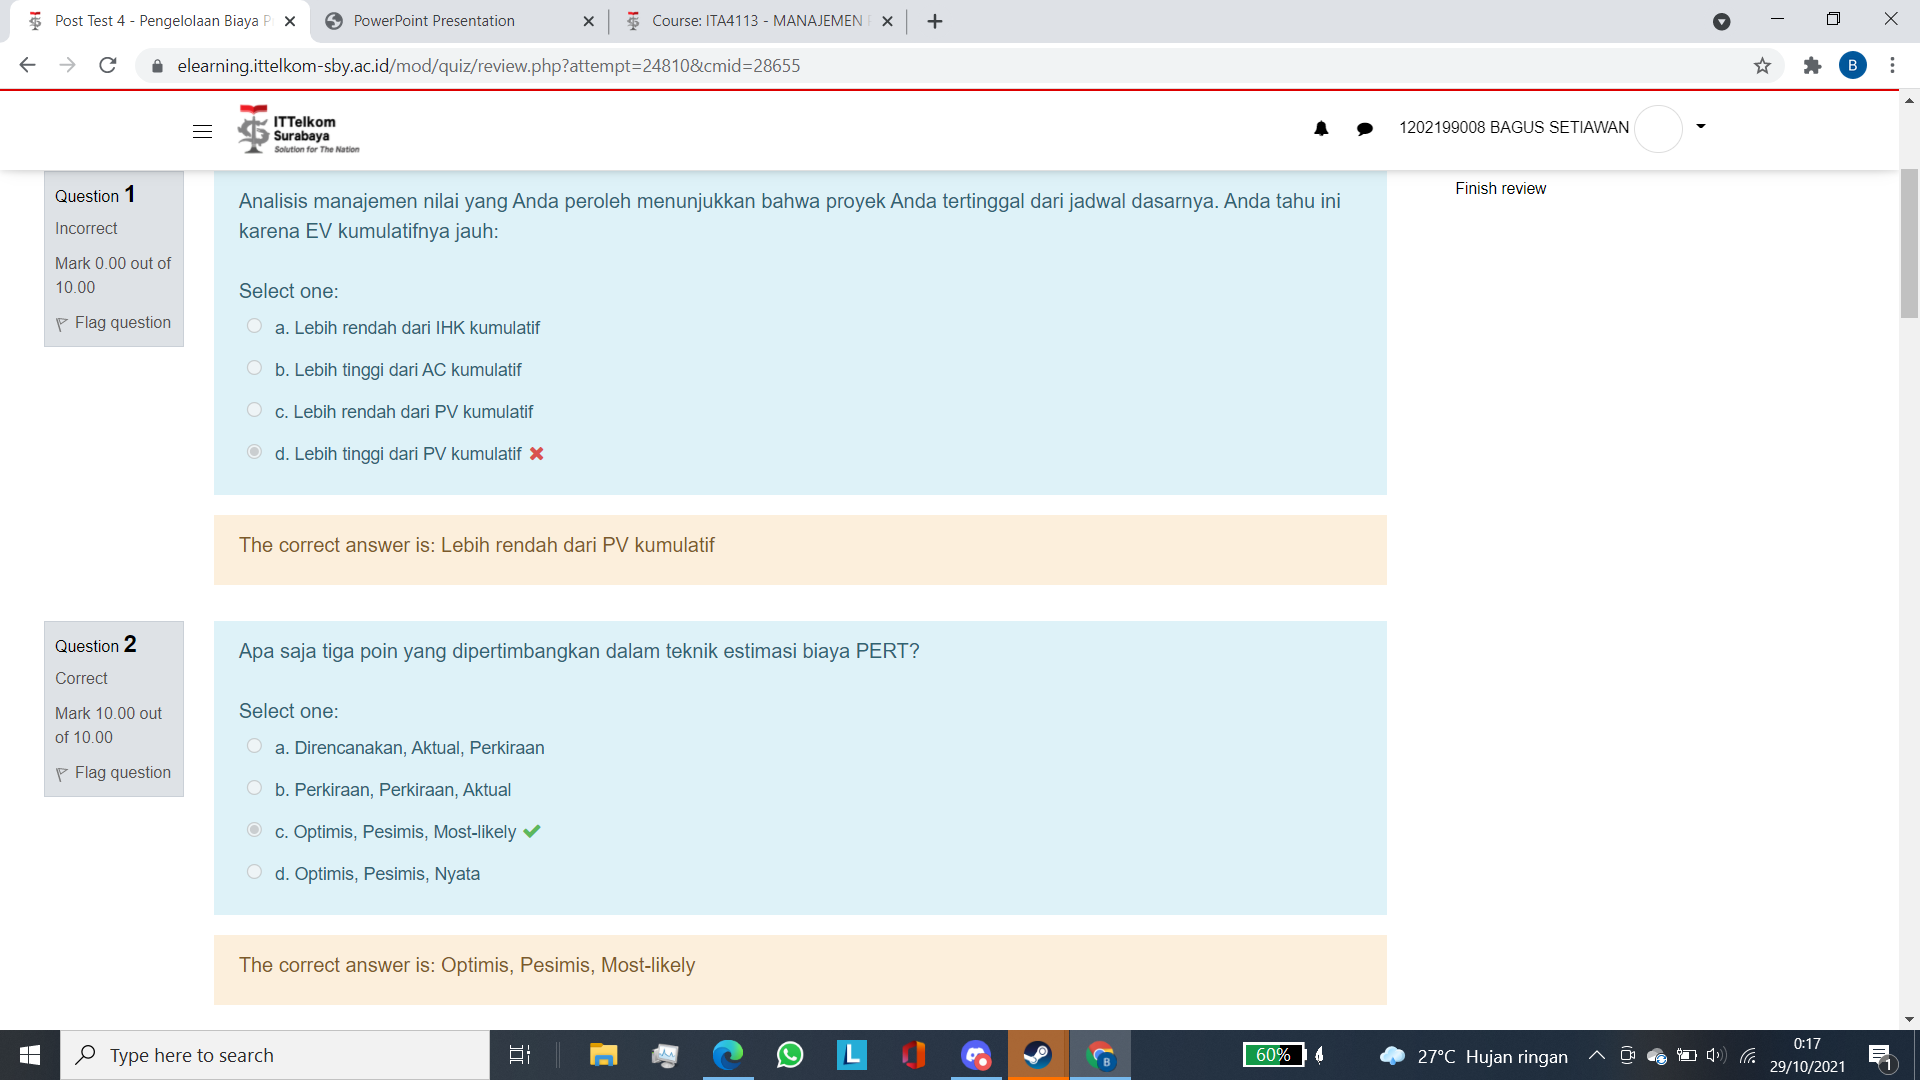 Post Test 4 - Pengelolaan Biaya P
PowerPoint Presentation
Course: ITA4113 - MANAJEMEN P
elearning.ittelkom-sby.ac.id/mod/quiz/review.php?attempt=24810&cmid=28655
B
ITTelkom
Surabaya
Solution for The Nation
1202199008 BAGUS SETIAWAN
Question 1
Incorrect
Mark 0.00 out of
10.00
Flag question
Analisis manajemen nilai yang Anda peroleh menunjukkan bahwa proyek Anda tertinggal dari jadwal dasarnya. Anda tahu ini
karena EV kumulatifnya jauh:
Select one:
a. Lebih rendah dari IHK kumulatif
b. Lebih tinggi dari AC kumulatif
c. Lebih rendah dari PV kumulatif
d. Lebih tinggi dari PV kumulatif
The correct answer is: Lebih rendah dari PV kumulatif
Finish review
Question 2
Correct
Mark 10.00 out
of 10.00
Flag question
Apa saja tiga poin yang dipertimbangkan dalam teknik estimasi biaya PERT?
Select one:
a. Direncanakan, Aktual, Perkiraan
b. Perkiraan, Perkiraan, Aktual
c. Optimis, Pesimis, Most-likely
d. Optimis, Pesimis, Nyata
The correct answer is: Optimis, Pesimis, Most-likely
Type here to search
L
B
60%
27°C Hujan ringan
0:17
29/10/2021
1